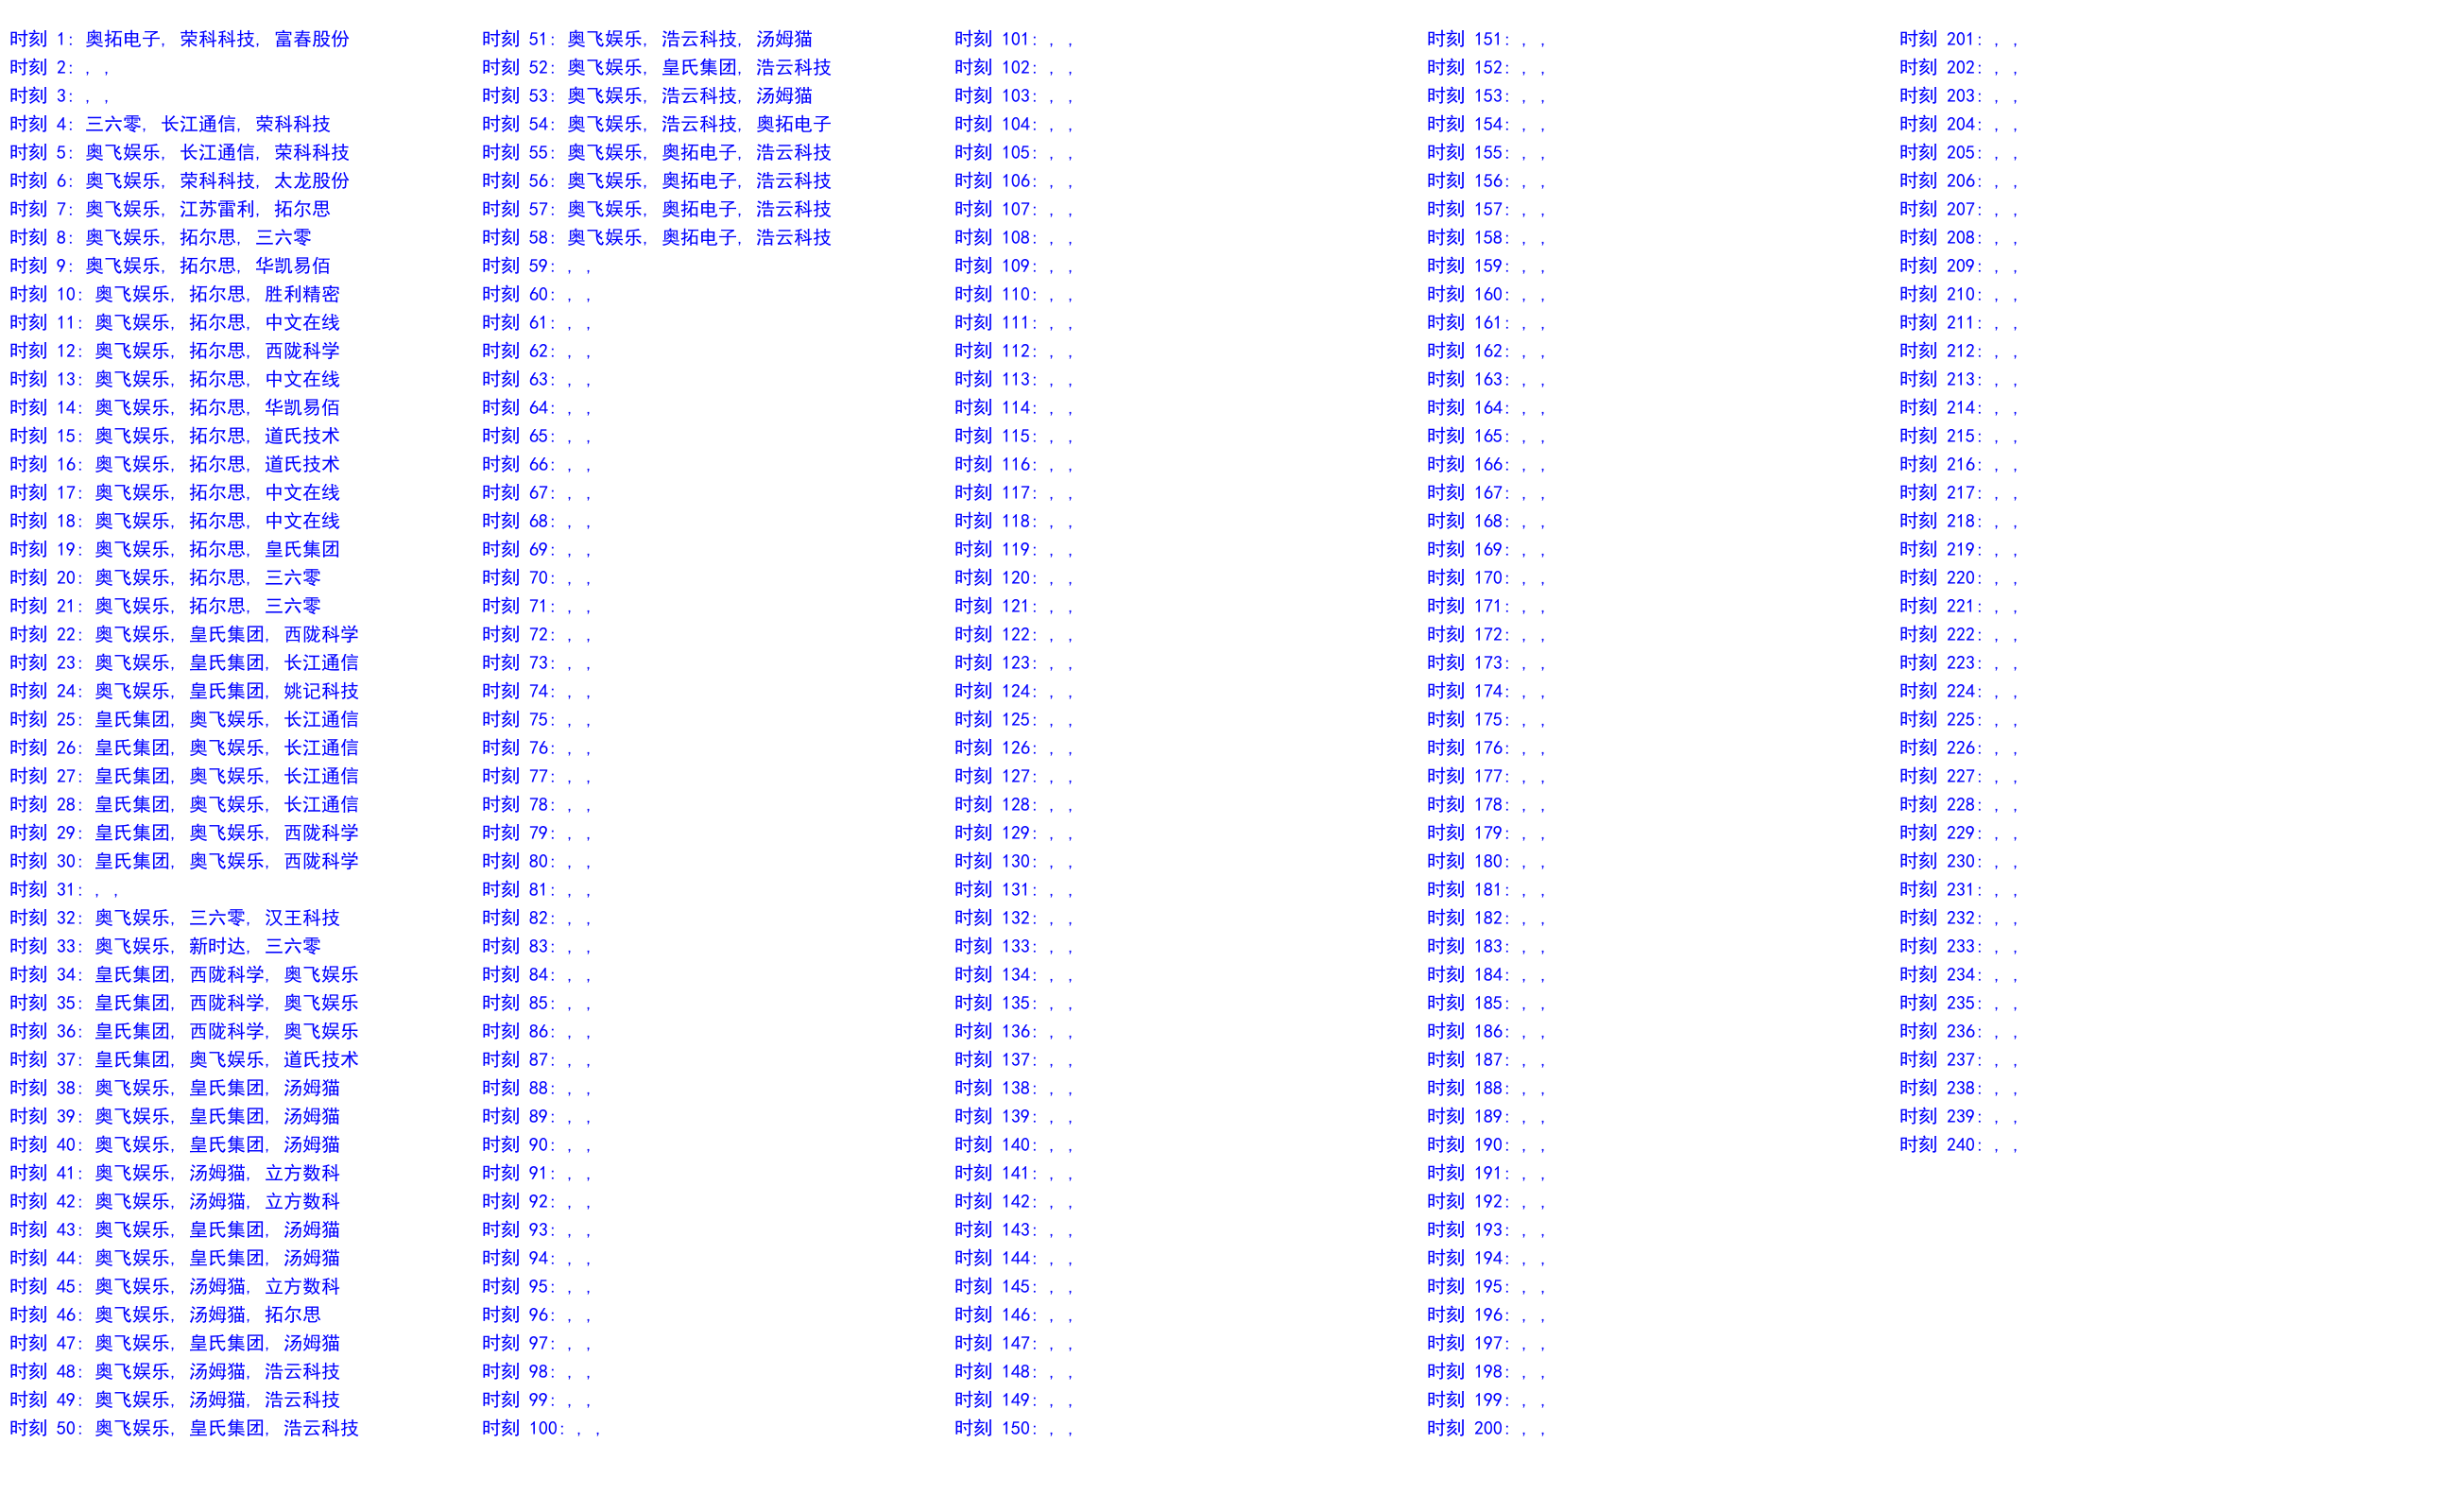 时刻 1: 奥拓电子, 荣科科技, 富春股份
时刻 2: , ,
时刻 3: , ,
时刻 4: 三六零, 长江通信, 荣科科技
时刻 5: 奥飞娱乐, 长江通信, 荣科科技
时刻 6: 奥飞娱乐, 荣科科技, 太龙股份
时刻 7: 奥飞娱乐, 江苏雷利, 拓尔思
时刻 8: 奥飞娱乐, 拓尔思, 三六零
时刻 9: 奥飞娱乐, 拓尔思, 华凯易佰
时刻 10: 奥飞娱乐, 拓尔思, 胜利精密
时刻 11: 奥飞娱乐, 拓尔思, 中文在线
时刻 12: 奥飞娱乐, 拓尔思, 西陇科学
时刻 13: 奥飞娱乐, 拓尔思, 中文在线
时刻 14: 奥飞娱乐, 拓尔思, 华凯易佰
时刻 15: 奥飞娱乐, 拓尔思, 道氏技术
时刻 16: 奥飞娱乐, 拓尔思, 道氏技术
时刻 17: 奥飞娱乐, 拓尔思, 中文在线
时刻 18: 奥飞娱乐, 拓尔思, 中文在线
时刻 19: 奥飞娱乐, 拓尔思, 皇氏集团
时刻 20: 奥飞娱乐, 拓尔思, 三六零
时刻 21: 奥飞娱乐, 拓尔思, 三六零
时刻 22: 奥飞娱乐, 皇氏集团, 西陇科学
时刻 23: 奥飞娱乐, 皇氏集团, 长江通信
时刻 24: 奥飞娱乐, 皇氏集团, 姚记科技
时刻 25: 皇氏集团, 奥飞娱乐, 长江通信
时刻 26: 皇氏集团, 奥飞娱乐, 长江通信
时刻 27: 皇氏集团, 奥飞娱乐, 长江通信
时刻 28: 皇氏集团, 奥飞娱乐, 长江通信
时刻 29: 皇氏集团, 奥飞娱乐, 西陇科学
时刻 30: 皇氏集团, 奥飞娱乐, 西陇科学
时刻 31: , ,
时刻 32: 奥飞娱乐, 三六零, 汉王科技
时刻 33: 奥飞娱乐, 新时达, 三六零
时刻 34: 皇氏集团, 西陇科学, 奥飞娱乐
时刻 35: 皇氏集团, 西陇科学, 奥飞娱乐
时刻 36: 皇氏集团, 西陇科学, 奥飞娱乐
时刻 37: 皇氏集团, 奥飞娱乐, 道氏技术
时刻 38: 奥飞娱乐, 皇氏集团, 汤姆猫
时刻 39: 奥飞娱乐, 皇氏集团, 汤姆猫
时刻 40: 奥飞娱乐, 皇氏集团, 汤姆猫
时刻 41: 奥飞娱乐, 汤姆猫, 立方数科
时刻 42: 奥飞娱乐, 汤姆猫, 立方数科
时刻 43: 奥飞娱乐, 皇氏集团, 汤姆猫
时刻 44: 奥飞娱乐, 皇氏集团, 汤姆猫
时刻 45: 奥飞娱乐, 汤姆猫, 立方数科
时刻 46: 奥飞娱乐, 汤姆猫, 拓尔思
时刻 47: 奥飞娱乐, 皇氏集团, 汤姆猫
时刻 48: 奥飞娱乐, 汤姆猫, 浩云科技
时刻 49: 奥飞娱乐, 汤姆猫, 浩云科技
时刻 50: 奥飞娱乐, 皇氏集团, 浩云科技
时刻 51: 奥飞娱乐, 浩云科技, 汤姆猫
时刻 52: 奥飞娱乐, 皇氏集团, 浩云科技
时刻 53: 奥飞娱乐, 浩云科技, 汤姆猫
时刻 54: 奥飞娱乐, 浩云科技, 奥拓电子
时刻 55: 奥飞娱乐, 奥拓电子, 浩云科技
时刻 56: 奥飞娱乐, 奥拓电子, 浩云科技
时刻 57: 奥飞娱乐, 奥拓电子, 浩云科技
时刻 58: 奥飞娱乐, 奥拓电子, 浩云科技
时刻 59: , ,
时刻 60: , ,
时刻 61: , ,
时刻 62: , ,
时刻 63: , ,
时刻 64: , ,
时刻 65: , ,
时刻 66: , ,
时刻 67: , ,
时刻 68: , ,
时刻 69: , ,
时刻 70: , ,
时刻 71: , ,
时刻 72: , ,
时刻 73: , ,
时刻 74: , ,
时刻 75: , ,
时刻 76: , ,
时刻 77: , ,
时刻 78: , ,
时刻 79: , ,
时刻 80: , ,
时刻 81: , ,
时刻 82: , ,
时刻 83: , ,
时刻 84: , ,
时刻 85: , ,
时刻 86: , ,
时刻 87: , ,
时刻 88: , ,
时刻 89: , ,
时刻 90: , ,
时刻 91: , ,
时刻 92: , ,
时刻 93: , ,
时刻 94: , ,
时刻 95: , ,
时刻 96: , ,
时刻 97: , ,
时刻 98: , ,
时刻 99: , ,
时刻 100: , ,
时刻 101: , ,
时刻 102: , ,
时刻 103: , ,
时刻 104: , ,
时刻 105: , ,
时刻 106: , ,
时刻 107: , ,
时刻 108: , ,
时刻 109: , ,
时刻 110: , ,
时刻 111: , ,
时刻 112: , ,
时刻 113: , ,
时刻 114: , ,
时刻 115: , ,
时刻 116: , ,
时刻 117: , ,
时刻 118: , ,
时刻 119: , ,
时刻 120: , ,
时刻 121: , ,
时刻 122: , ,
时刻 123: , ,
时刻 124: , ,
时刻 125: , ,
时刻 126: , ,
时刻 127: , ,
时刻 128: , ,
时刻 129: , ,
时刻 130: , ,
时刻 131: , ,
时刻 132: , ,
时刻 133: , ,
时刻 134: , ,
时刻 135: , ,
时刻 136: , ,
时刻 137: , ,
时刻 138: , ,
时刻 139: , ,
时刻 140: , ,
时刻 141: , ,
时刻 142: , ,
时刻 143: , ,
时刻 144: , ,
时刻 145: , ,
时刻 146: , ,
时刻 147: , ,
时刻 148: , ,
时刻 149: , ,
时刻 150: , ,
时刻 151: , ,
时刻 152: , ,
时刻 153: , ,
时刻 154: , ,
时刻 155: , ,
时刻 156: , ,
时刻 157: , ,
时刻 158: , ,
时刻 159: , ,
时刻 160: , ,
时刻 161: , ,
时刻 162: , ,
时刻 163: , ,
时刻 164: , ,
时刻 165: , ,
时刻 166: , ,
时刻 167: , ,
时刻 168: , ,
时刻 169: , ,
时刻 170: , ,
时刻 171: , ,
时刻 172: , ,
时刻 173: , ,
时刻 174: , ,
时刻 175: , ,
时刻 176: , ,
时刻 177: , ,
时刻 178: , ,
时刻 179: , ,
时刻 180: , ,
时刻 181: , ,
时刻 182: , ,
时刻 183: , ,
时刻 184: , ,
时刻 185: , ,
时刻 186: , ,
时刻 187: , ,
时刻 188: , ,
时刻 189: , ,
时刻 190: , ,
时刻 191: , ,
时刻 192: , ,
时刻 193: , ,
时刻 194: , ,
时刻 195: , ,
时刻 196: , ,
时刻 197: , ,
时刻 198: , ,
时刻 199: , ,
时刻 200: , ,
时刻 201: , ,
时刻 202: , ,
时刻 203: , ,
时刻 204: , ,
时刻 205: , ,
时刻 206: , ,
时刻 207: , ,
时刻 208: , ,
时刻 209: , ,
时刻 210: , ,
时刻 211: , ,
时刻 212: , ,
时刻 213: , ,
时刻 214: , ,
时刻 215: , ,
时刻 216: , ,
时刻 217: , ,
时刻 218: , ,
时刻 219: , ,
时刻 220: , ,
时刻 221: , ,
时刻 222: , ,
时刻 223: , ,
时刻 224: , ,
时刻 225: , ,
时刻 226: , ,
时刻 227: , ,
时刻 228: , ,
时刻 229: , ,
时刻 230: , ,
时刻 231: , ,
时刻 232: , ,
时刻 233: , ,
时刻 234: , ,
时刻 235: , ,
时刻 236: , ,
时刻 237: , ,
时刻 238: , ,
时刻 239: , ,
时刻 240: , ,